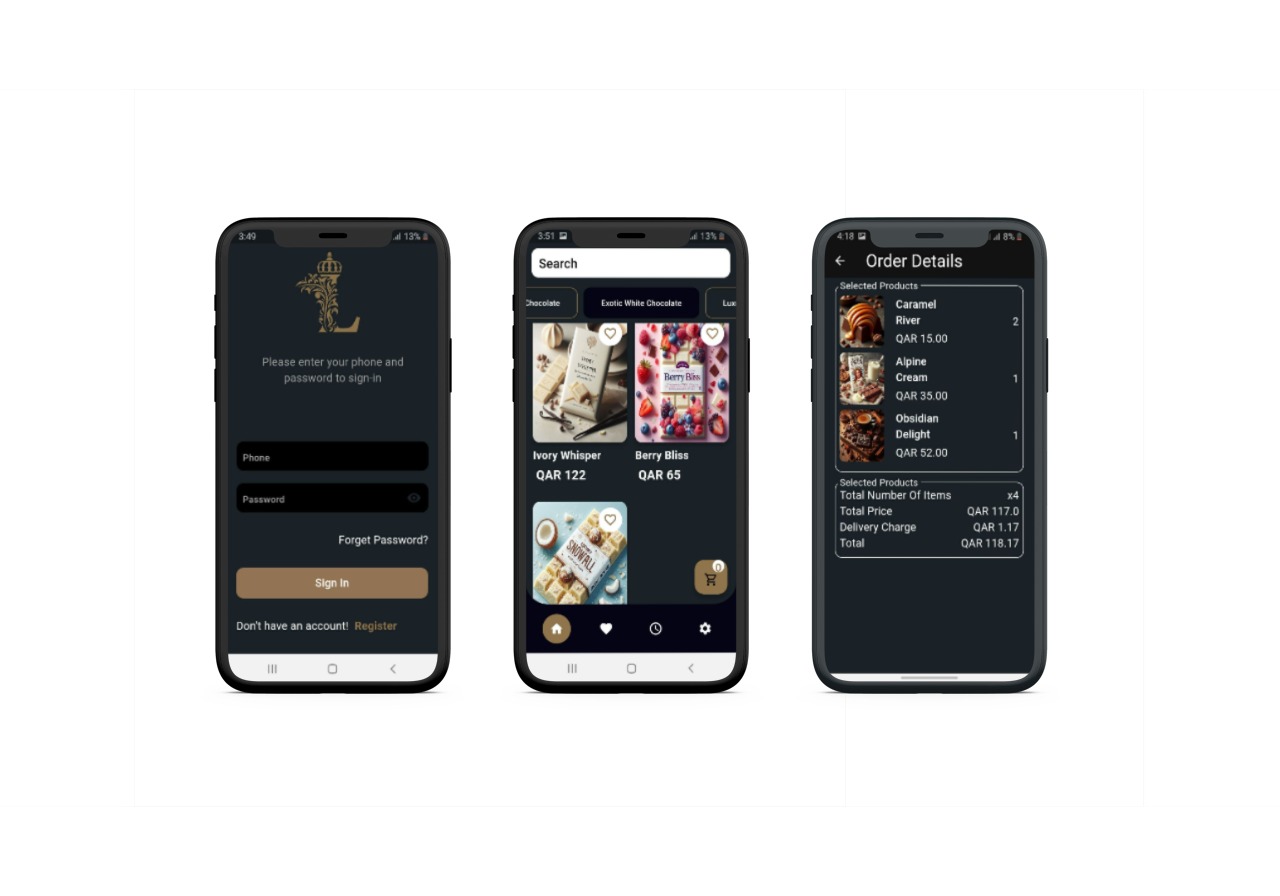 3:49
13%
L
Please enter your phone and
password to sign-in
Phone
Password
Forget Password?
Sign In
Don't have an account! Register
3:51
13%
Search
Chocolate
Exotic White Chocolate
Lux
Berry Bliss
Ivory Whisper
Berry Bliss
QAR 122
QAR 65
SNOWFALL
0
4:18
8%
Order Details
Selected Products
Caramel
River
2
QAR 15.00
Alpine
Cream
1
QAR 35.00
Obsidian
Delight
1
QAR 52.00
Selected Products
Total Number Of Items x4
Total Price QAR 117.0
Delivery Charge QAR 1.17
Total QAR 118.17